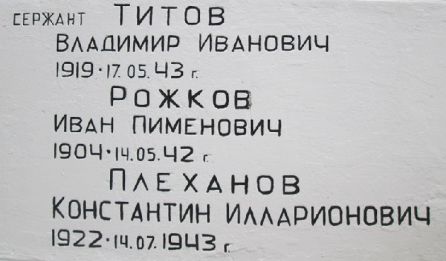 СЕРЖАНТ ТИТОВ
ВЛАДИМИР ИВАНОВИЧ
1919·17.05.43 г.
РОЖКОВ
ИВАН ПИМЕНОВИЧ
1904·14.05.42 г.
ПЛЕХАНОВ
КОНСТАНТИН ИЛЛАРИОНОВИЧ
1922·14.07.1943 г.